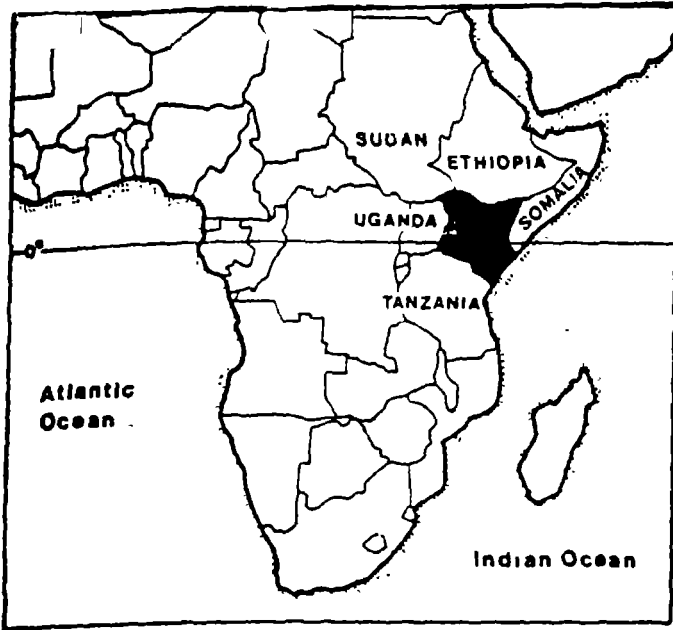 SUDAN
ETHIOPIA
SOMALIA
UGANDA
0°
TANZANIA
Atlantic
Ocean
Indian Ocean